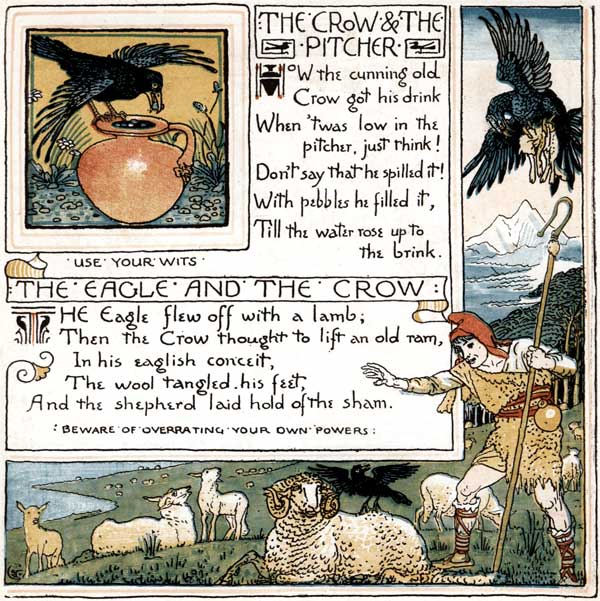 THE CROW & THE
PITCHER
HOW the cunning old
Crow got his drink
When 'twas low in the
pitcher, just think!
Don't say that he spilled it!
With pebbles he filled it,
Till the water rose up to
the brink.
· USE · YOUR · WITS ·
THE · EAGLE · AND · THE · CROW :
THE Eagle flew off with a lamb;
Then the Crow thought to lift an old ram,
In his eaglish conceit,
The wool tangled his feet,
And the shepherd laid hold of the sham.
: BEWARE · OF · OVERRATING · YOUR · OWN · POWERS :